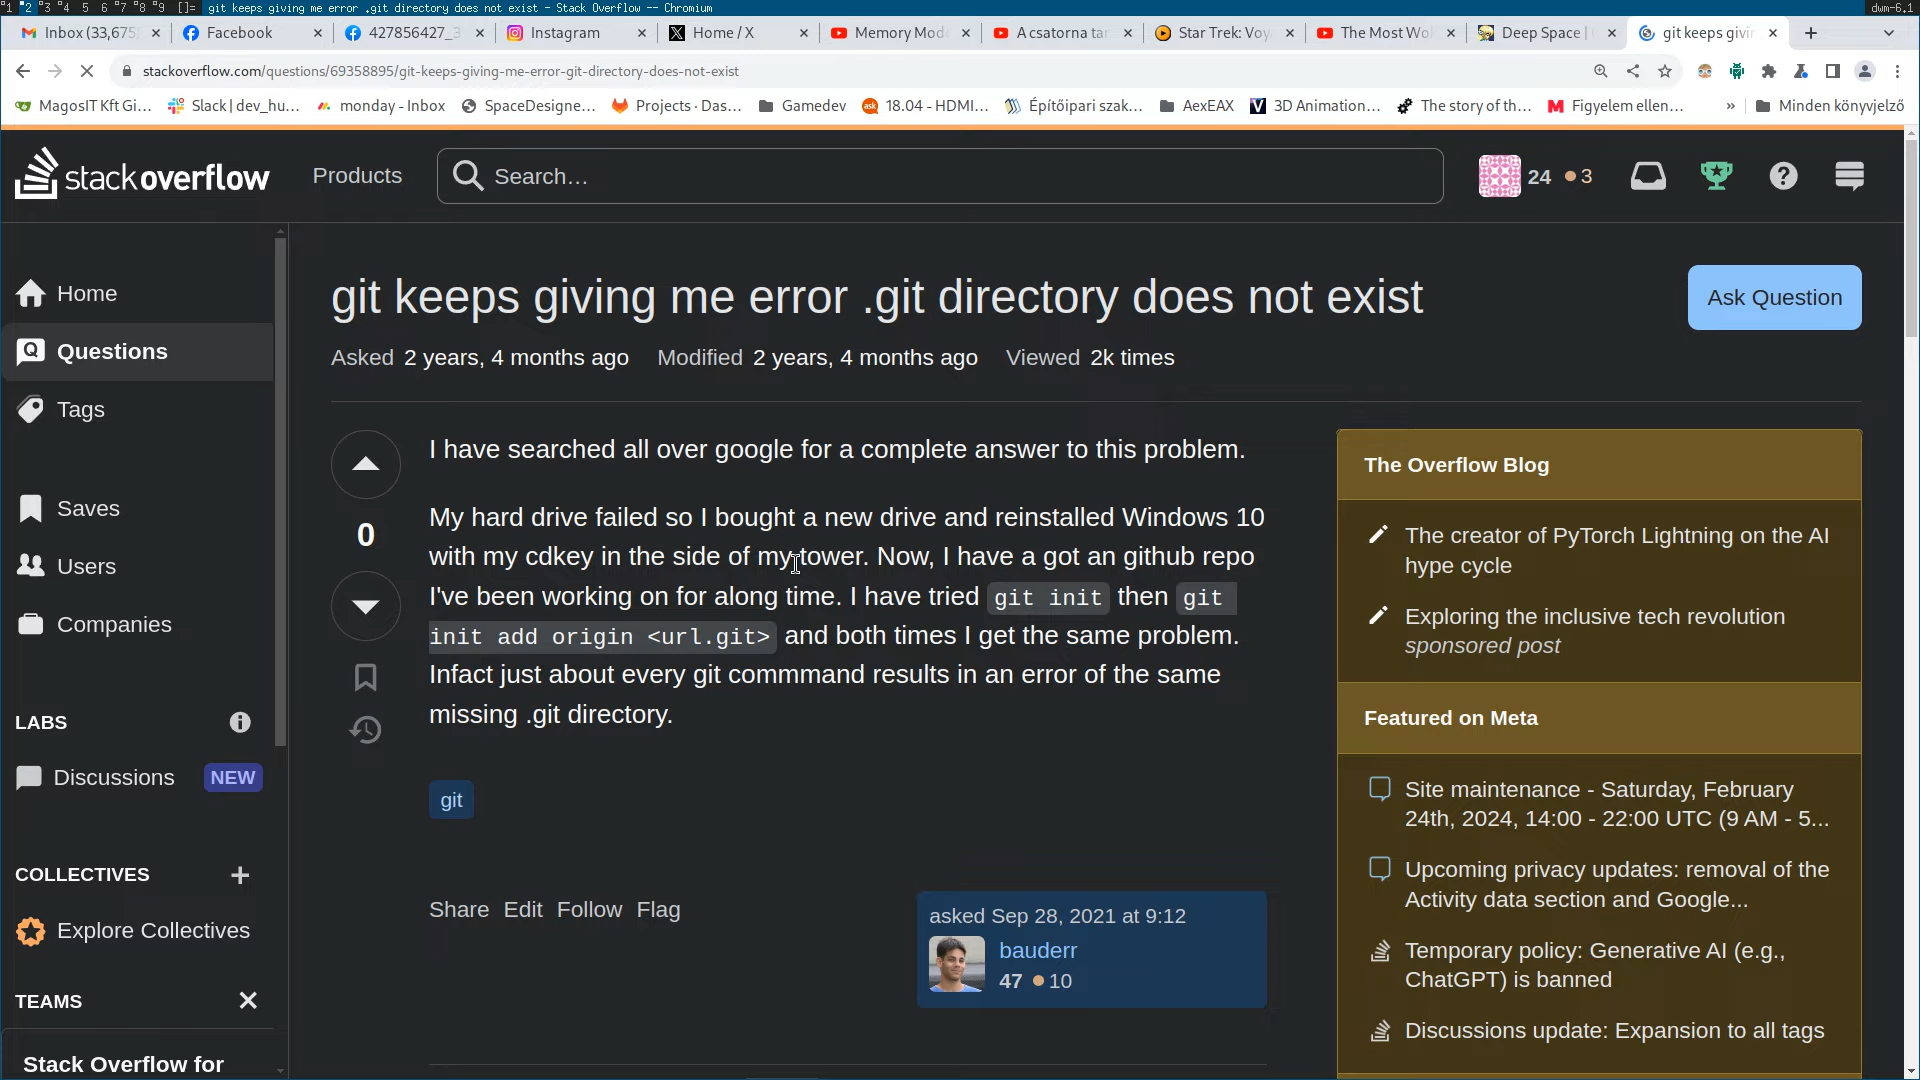 1 2 3 4 5 6 7 8 9 []= git keeps giving me error .git directory does not exist - Stack Overflow -- Chromium dwm-6.1
Inbox (33,675 Facebook 427856427_3 Instagram Home / X Memory Mod A csatorna tar Star Trek: Voy The Most Wo Deep Space | git keeps givin
stackoverflow.com/questions/69358895/git-keeps-giving-me-error-git-directory-does-not-exist
MagosIT Kft Gi... Slack | dev_hu... monday - Inbox SpaceDesigne... Projects · Das... Gamedev 18.04 - HDMI... Építőipari szak... AexEAX 3D Animation... The story of th... Figyelem ellen... » Minden könyvjelző
stackoverflow Products Search... 24 3
Home
Questions
Tags
Saves
Users
Companies
LABS
Discussions NEW
COLLECTIVES
Explore Collectives
TEAMS
Stack Overflow for
git keeps giving me error .git directory does not exist
Ask Question
Asked 2 years, 4 months ago Modified 2 years, 4 months ago Viewed 2k times
0
I have searched all over google for a complete answer to this problem.
My hard drive failed so I bought a new drive and reinstalled Windows 10
with my cdkey in the side of my tower. Now, I have a got an github repo
I've been working on for along time. I have tried git init then git
init add origin <url.git> and both times I get the same problem.
Infact just about every git commmand results in an error of the same
missing .git directory.
git
Share Edit Follow Flag
asked Sep 28, 2021 at 9:12
bauderr
47 10
The Overflow Blog
The creator of PyTorch Lightning on the AI
hype cycle
Exploring the inclusive tech revolution
sponsored post
Featured on Meta
Site maintenance - Saturday, February
24th, 2024, 14:00 - 22:00 UTC (9 AM - 5...
Upcoming privacy updates: removal of the
Activity data section and Google...
Temporary policy: Generative AI (e.g.,
ChatGPT) is banned
Discussions update: Expansion to all tags